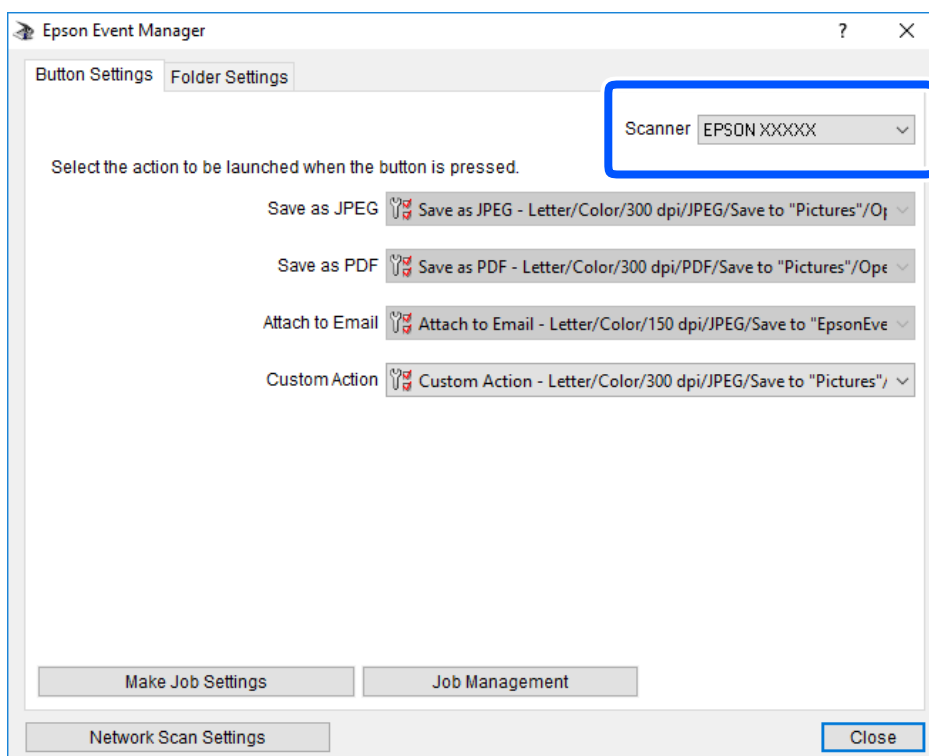 Epson Event Manager
Button Settings Folder Settings
Scanner EPSON XXXXX
Select the action to be launched when the button is pressed.
Save as JPEG Save as JPEG - Letter/Color/300 dpi/JPEG/Save to "Pictures"/Op
Save as PDF Save as PDF - Letter/Color/300 dpi/PDF/Save to "Pictures"/Ope
Attach to Email Attach to Email - Letter/Color/150 dpi/JPEG/Save to "EpsonEve
Custom Action Custom Action - Letter/Color/300 dpi/JPEG/Save to "Pictures"/
Make Job Settings Job Management
Network Scan Settings Close